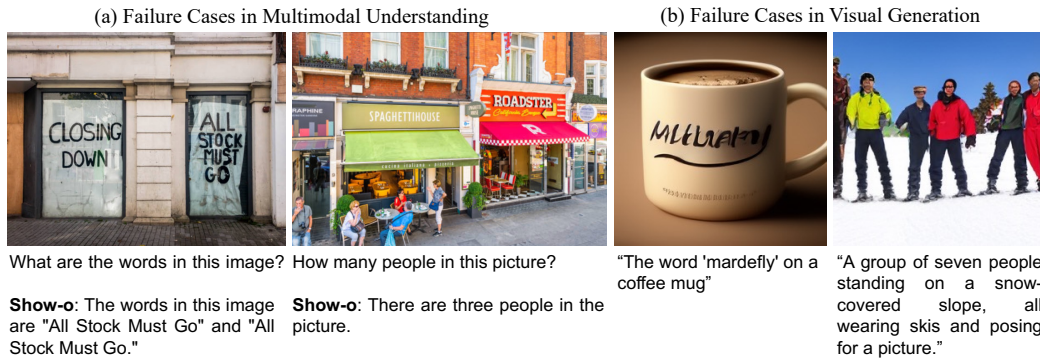 (a) Failure Cases in Multimodal Understanding
(b) Failure Cases in Visual Generation
CLOSING
DOWN
ALL
STOCK
MUST
GO
RAPHINE
SPAGHETTIHOUSE
ROADSTER
California Burger
R
What are the words in this image?
Show-o: The words in this image
are "All Stock Must Go" and "All
Stock Must Go."
How many people in this picture?
Show-o: There are three people in the
picture.
“The word 'mardefly' on a
coffee mug”
“A group of seven people
standing on a snow-
covered slope, all
wearing skis and posing
for a picture.”